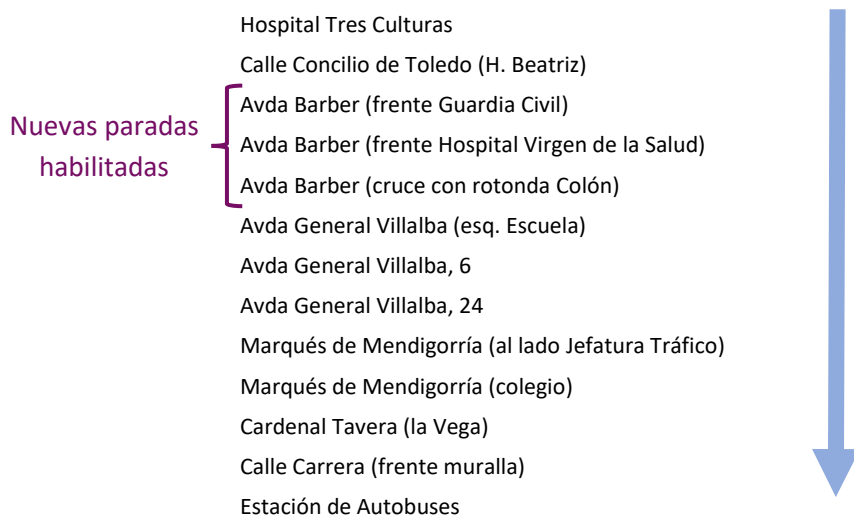 Hospital Tres Culturas
Calle Concilio de Toledo (H. Beatriz)
Nuevas paradas
habilitadas
Avda Barber (frente Guardia Civil)
Avda Barber (frente Hospital Virgen de la Salud)
Avda Barber (cruce con rotonda Colón)
Avda General Villalba (esq. Escuela)
Avda General Villalba, 6
Avda General Villalba, 24
Marqués de Mendigorría (al lado Jefatura Tráfico)
Marqués de Mendigorría (colegio)
Cardenal Tavera (la Vega)
Calle Carrera (frente muralla)
Estación de Autobuses